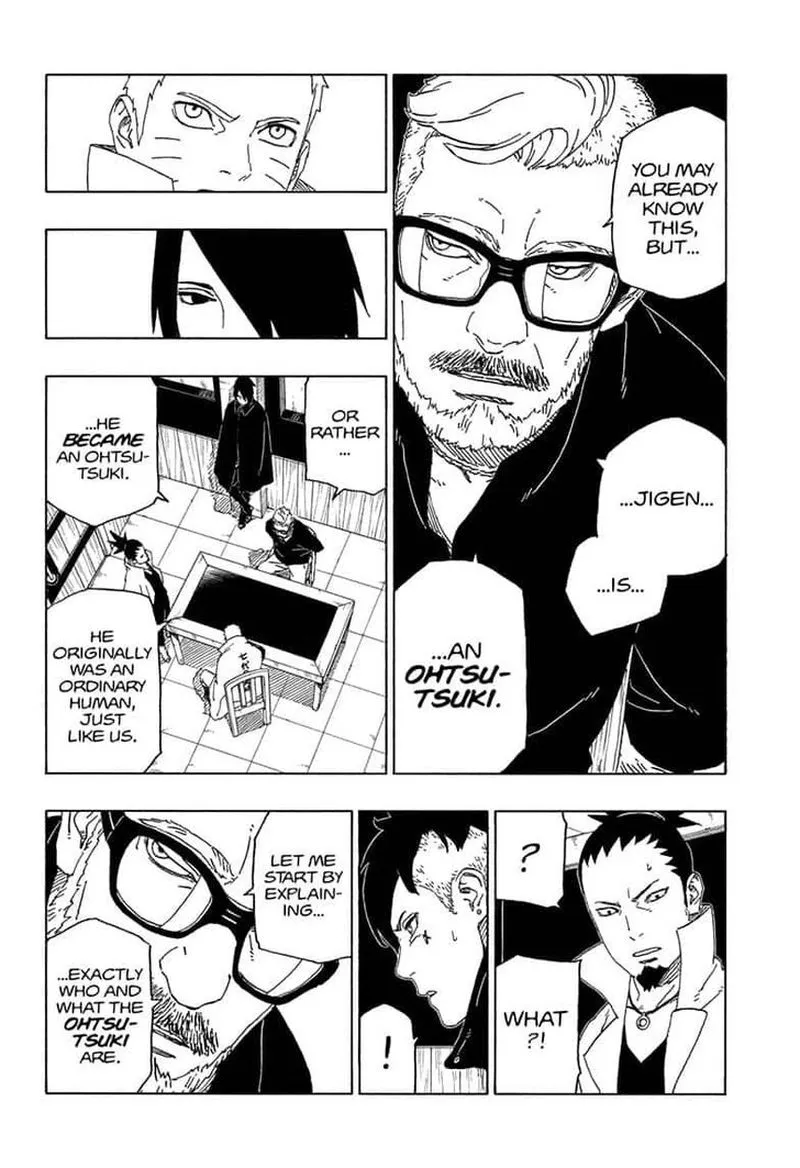 YOU MAY
ALREADY
KNOW
THIS,
BUT...
...JIGEN...
...IS...
...AN
OHTSU-
TSUKI.
OR
RATHER
...
...HE
BECAME
AN OHTSU-
TSUKI.
HE
ORIGINALLY
WAS AN
ORDINARY
HUMAN,
JUST
LIKE US.
?
WHAT
?!
!
LET ME
START BY
EXPLAIN-
ING...
...EXACTLY
WHO AND
WHAT THE
OHTSU-
TSUKI
ARE.